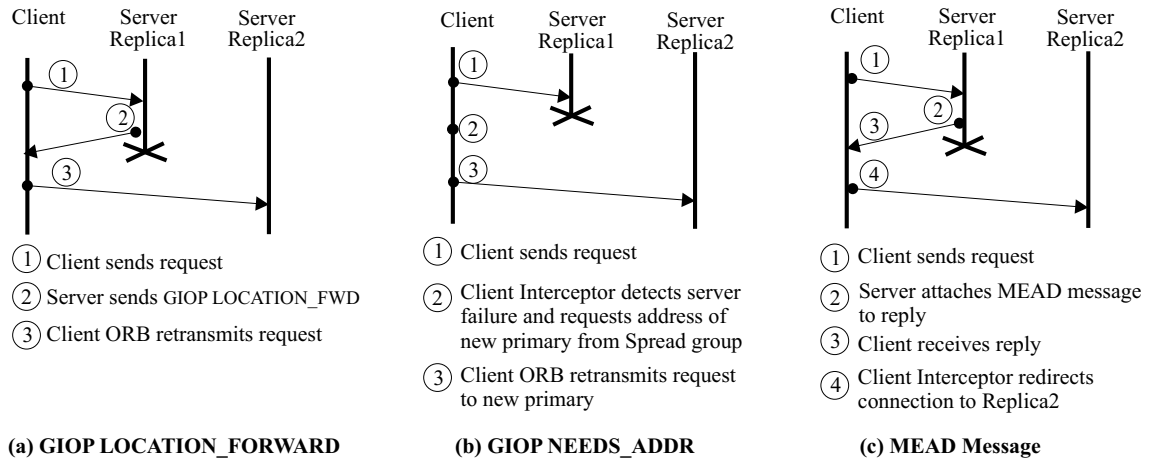 Client
Server
Replica1
Server
Replica2
1
2
3
1 Client sends request
2 Server sends GIOP LOCATION_FWD
3 Client ORB retransmits request
(a) GIOP LOCATION_FORWARD
Client
Server
Replica1
Server
Replica2
1
2
3
1 Client sends request
2 Client Interceptor detects server
failure and requests address of
new primary from Spread group
3 Client ORB retransmits request
to new primary
(b) GIOP NEEDS_ADDR
Client
Server
Replica1
Server
Replica2
1
2
3
4
1 Client sends request
2 Server attaches MEAD message
to reply
3 Client receives reply
4 Client Interceptor redirects
connection to Replica2
(c) MEAD Message